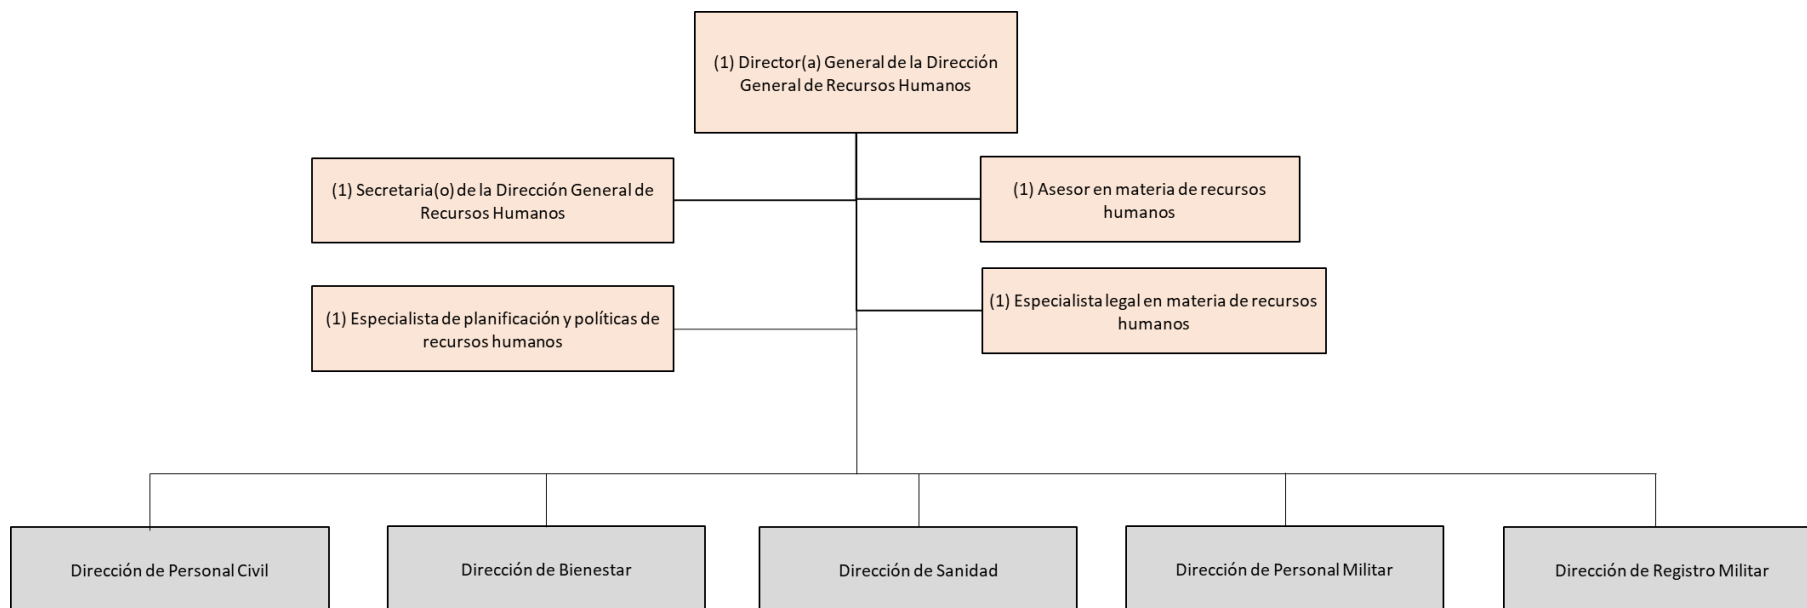 (1) Director(a) General de la Dirección
General de Recursos Humanos
(1) Secretaria(o) de la Dirección General de
Recursos Humanos
(1) Asesor en materia de recursos
humanos
(1) Especialista de planificación y políticas de
recursos humanos
(1) Especialista legal en materia de recursos
humanos
Dirección de Personal Civil
Dirección de Bienestar
Dirección de Sanidad
Dirección de Personal Militar
Dirección de Registro Militar